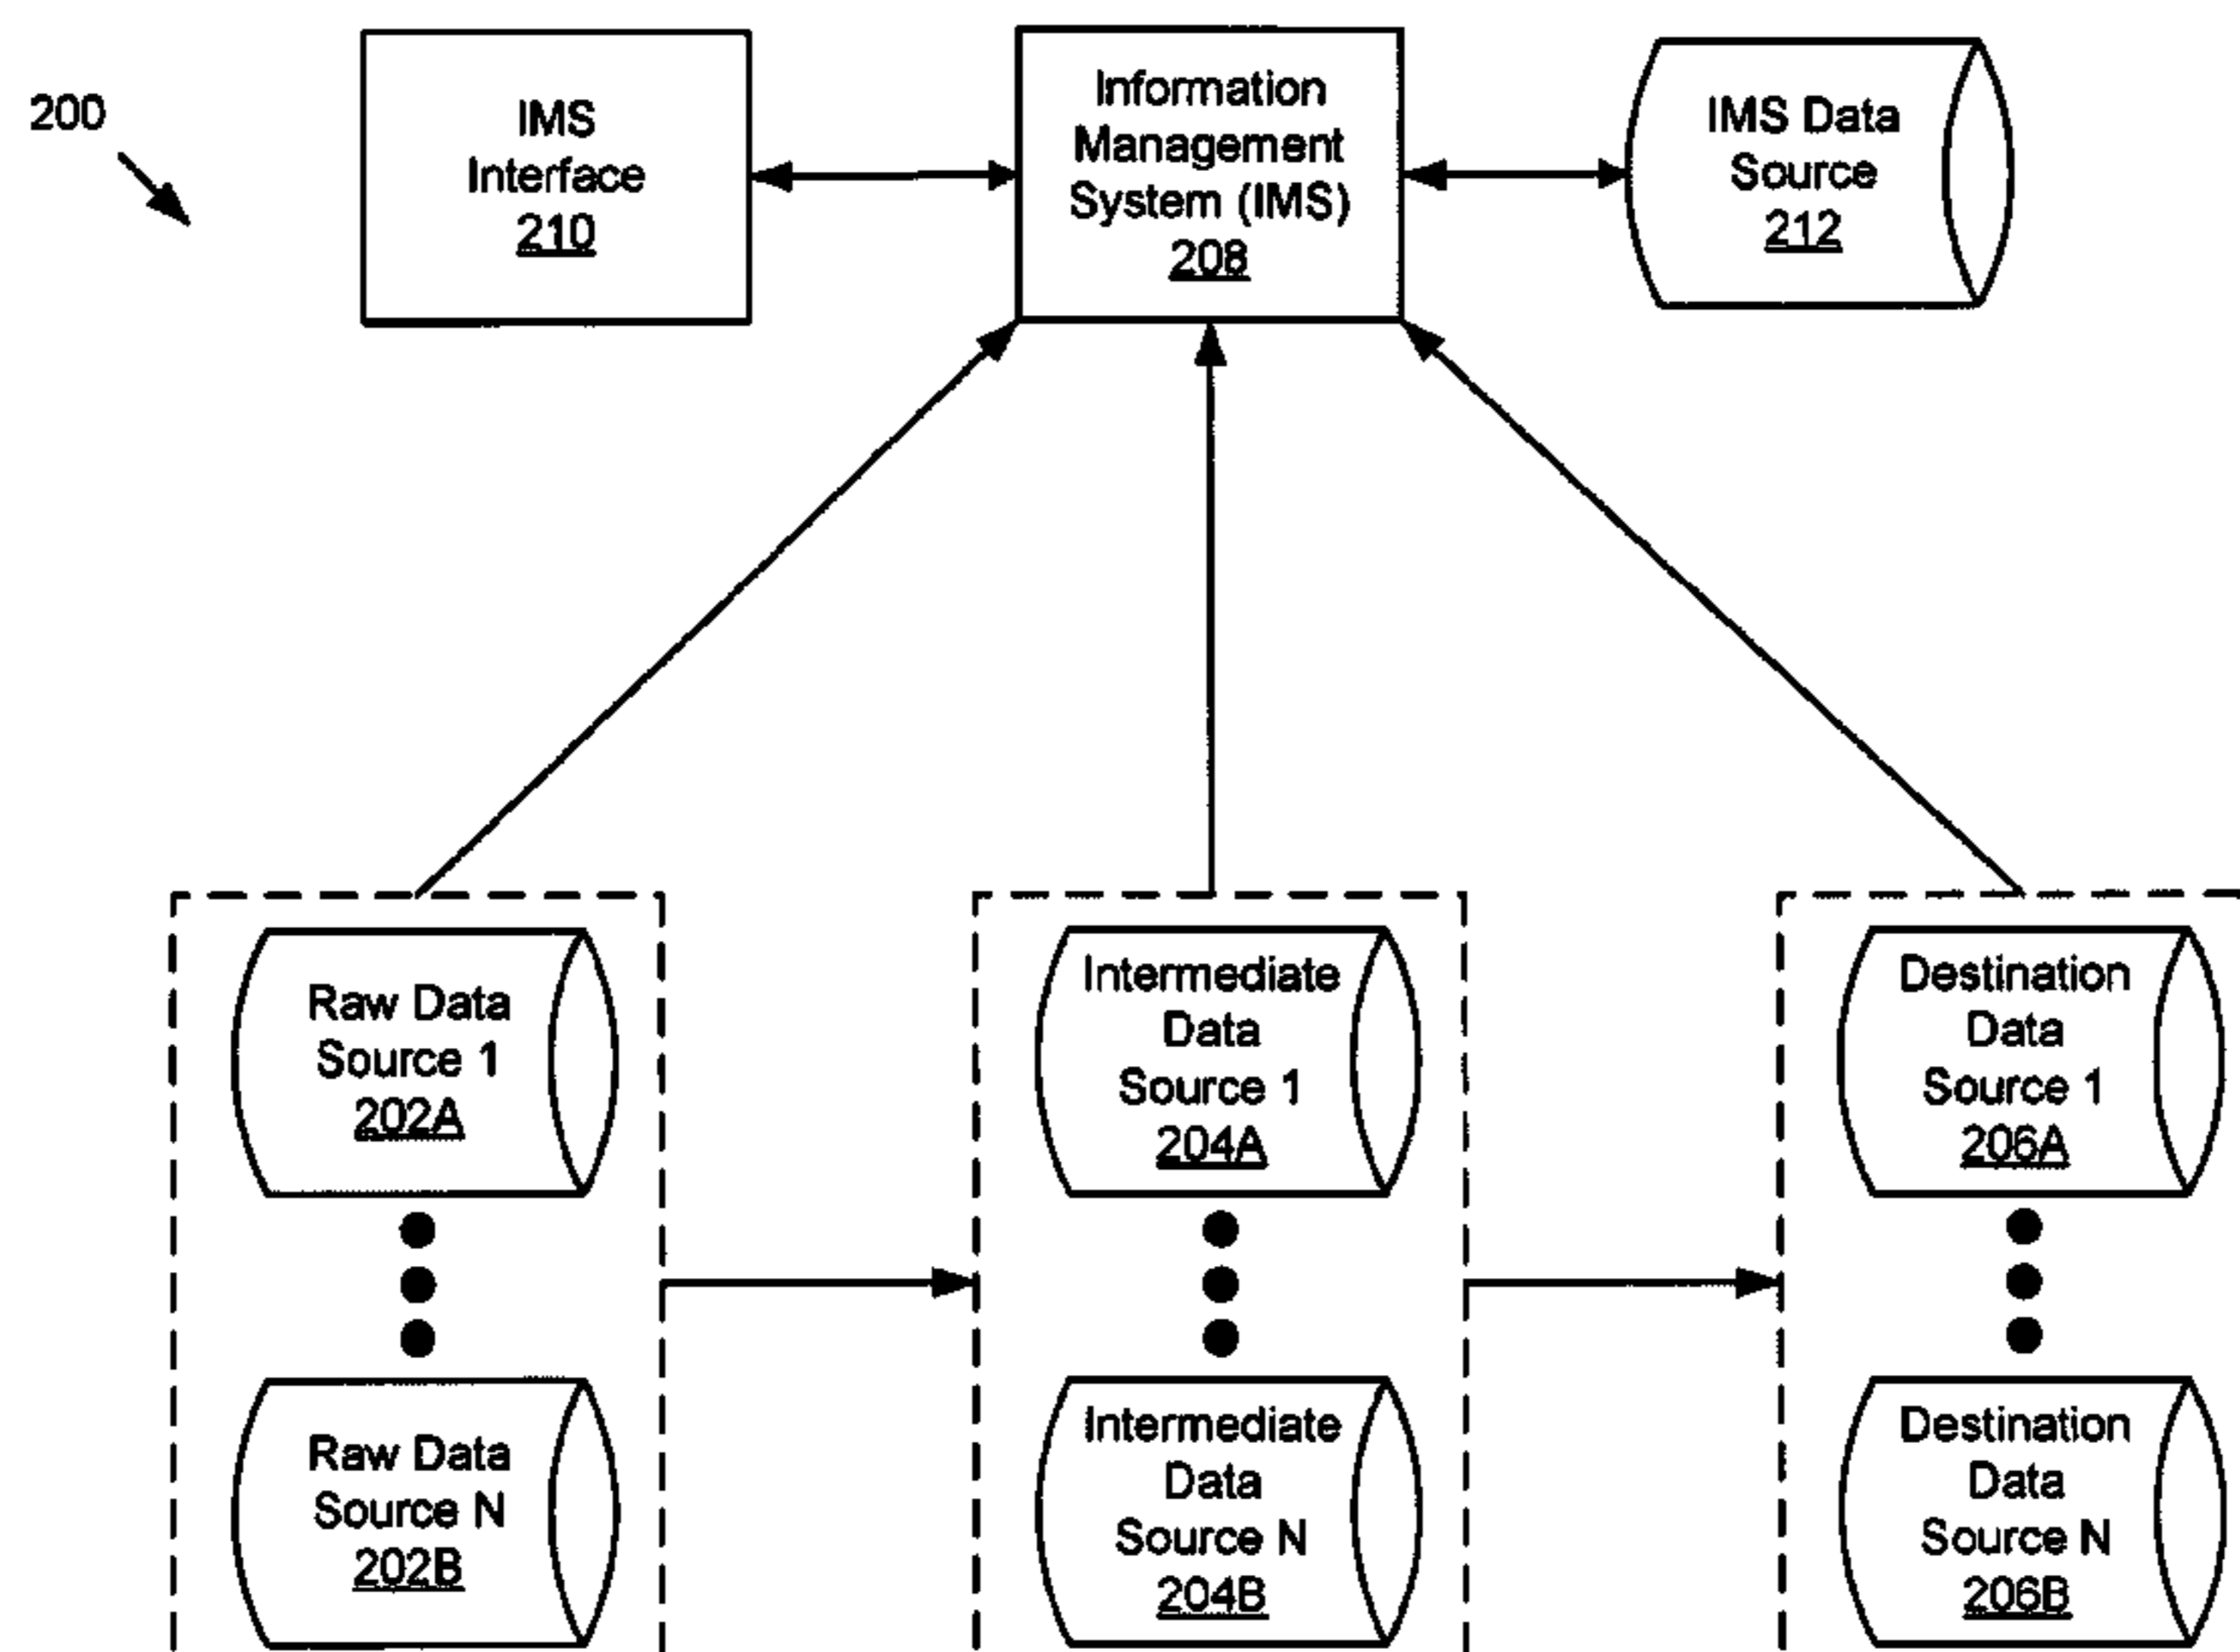 200
IMS
Interface
210
Information
Management
System (IMS)
208
IMS Data
Source
212
Raw Data
Source 1
202A
Intermediate
Data
Source 1
204A
Destination
Data
Source 1
206A
Raw Data
Source N
202B
Intermediate
Data
Source N
204B
Destination
Data
Source N
206B